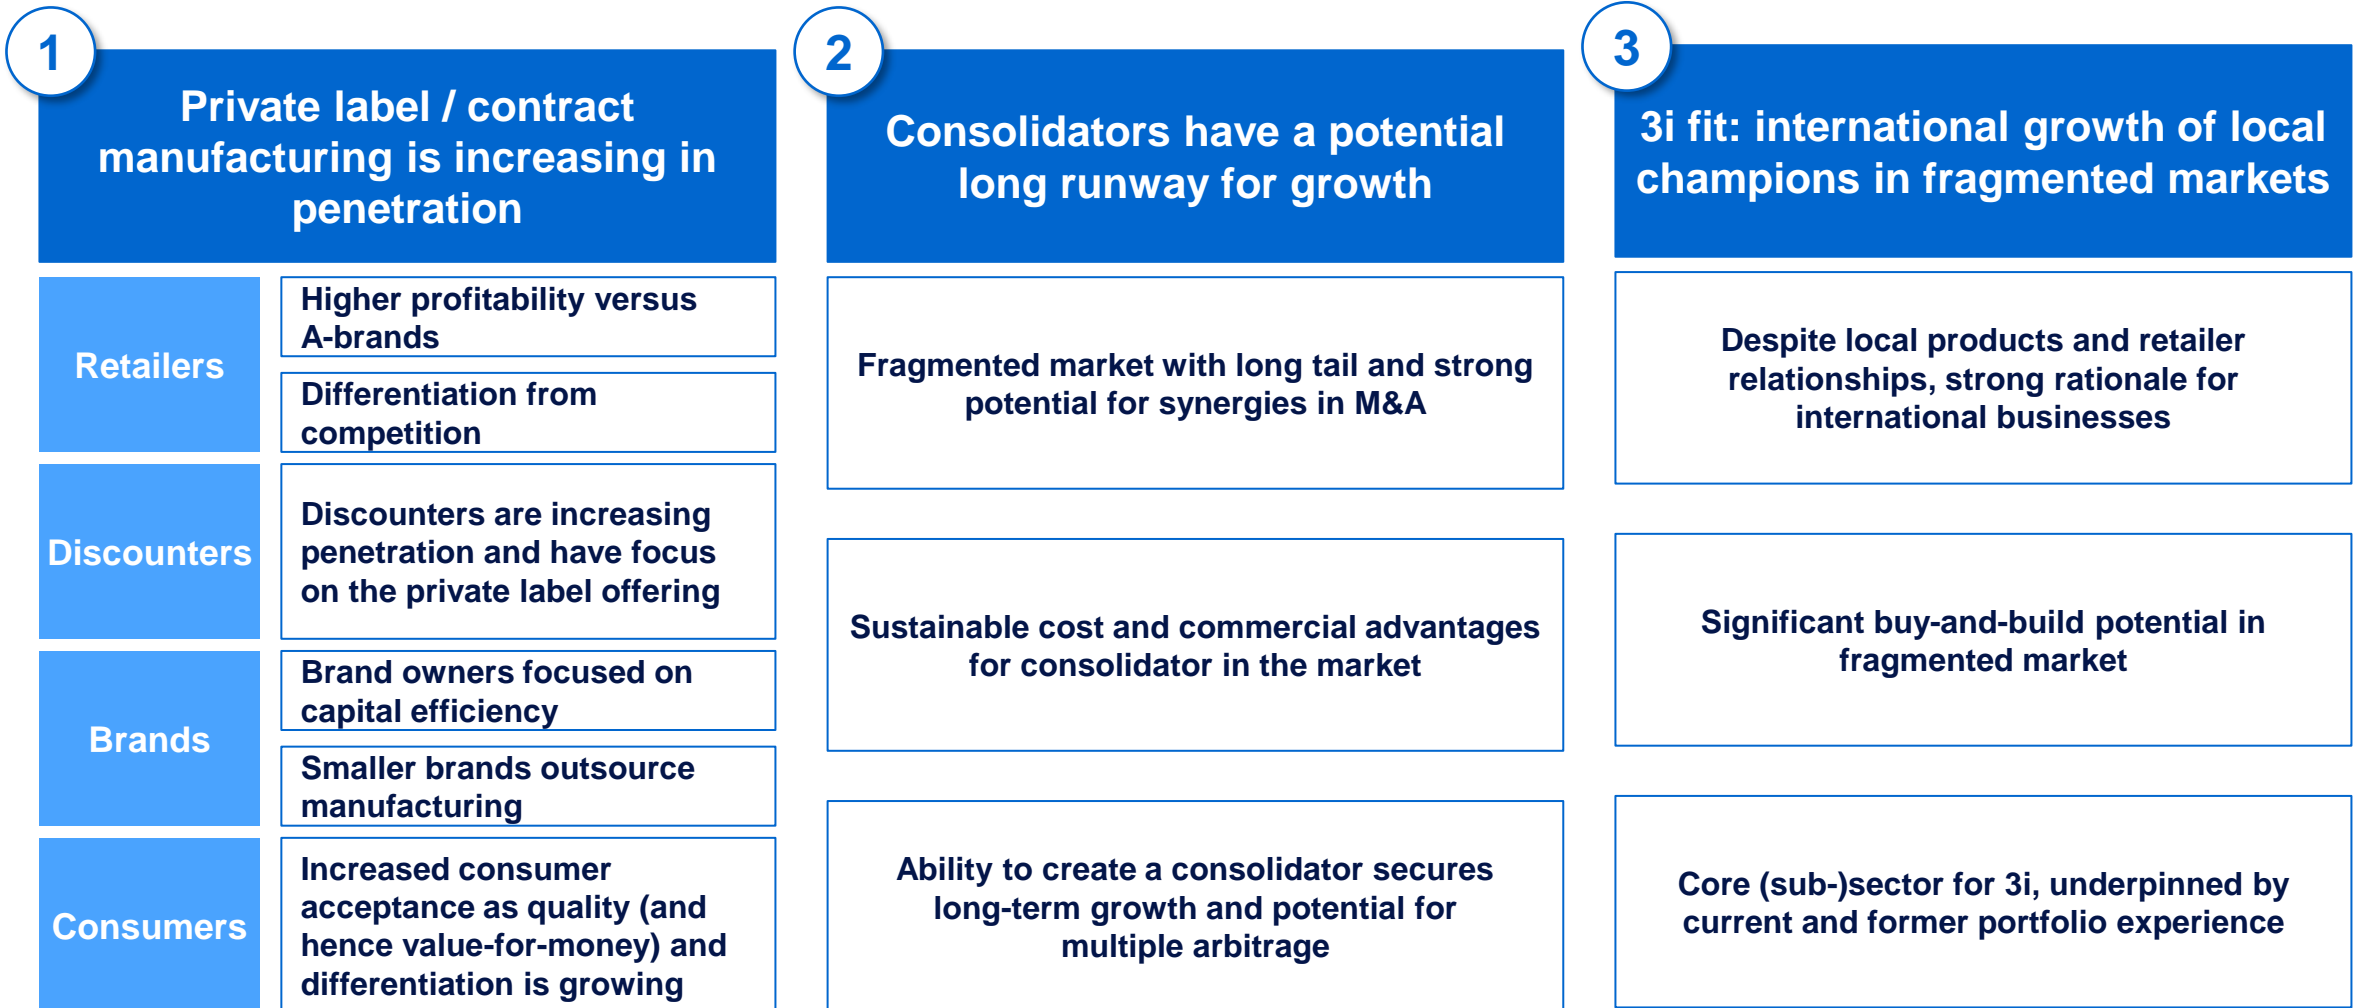 1
Private label / contract
manufacturing is increasing in
penetration
Retailers
Higher profitability versus
A-brands
Differentiation from
competition
Discounters
Discounters are increasing
penetration and have focus
on the private label offering
Brands
Brand owners focused on
capital efficiency
Smaller brands outsource
manufacturing
Consumers
Increased consumer
acceptance as quality (and
hence value-for-money) and
differentiation is growing
2
Consolidators have a potential
long runway for growth
Fragmented market with long tail and strong
potential for synergies in M&A
Sustainable cost and commercial advantages
for consolidator in the market
Ability to create a consolidator secures
long-term growth and potential for
multiple arbitrage
3
3i fit: international growth of local
champions in fragmented markets
Despite local products and retailer
relationships, strong rationale for
international businesses
Significant buy-and-build potential in
fragmented market
Core (sub-)sector for 3i, underpinned by
current and former portfolio experience